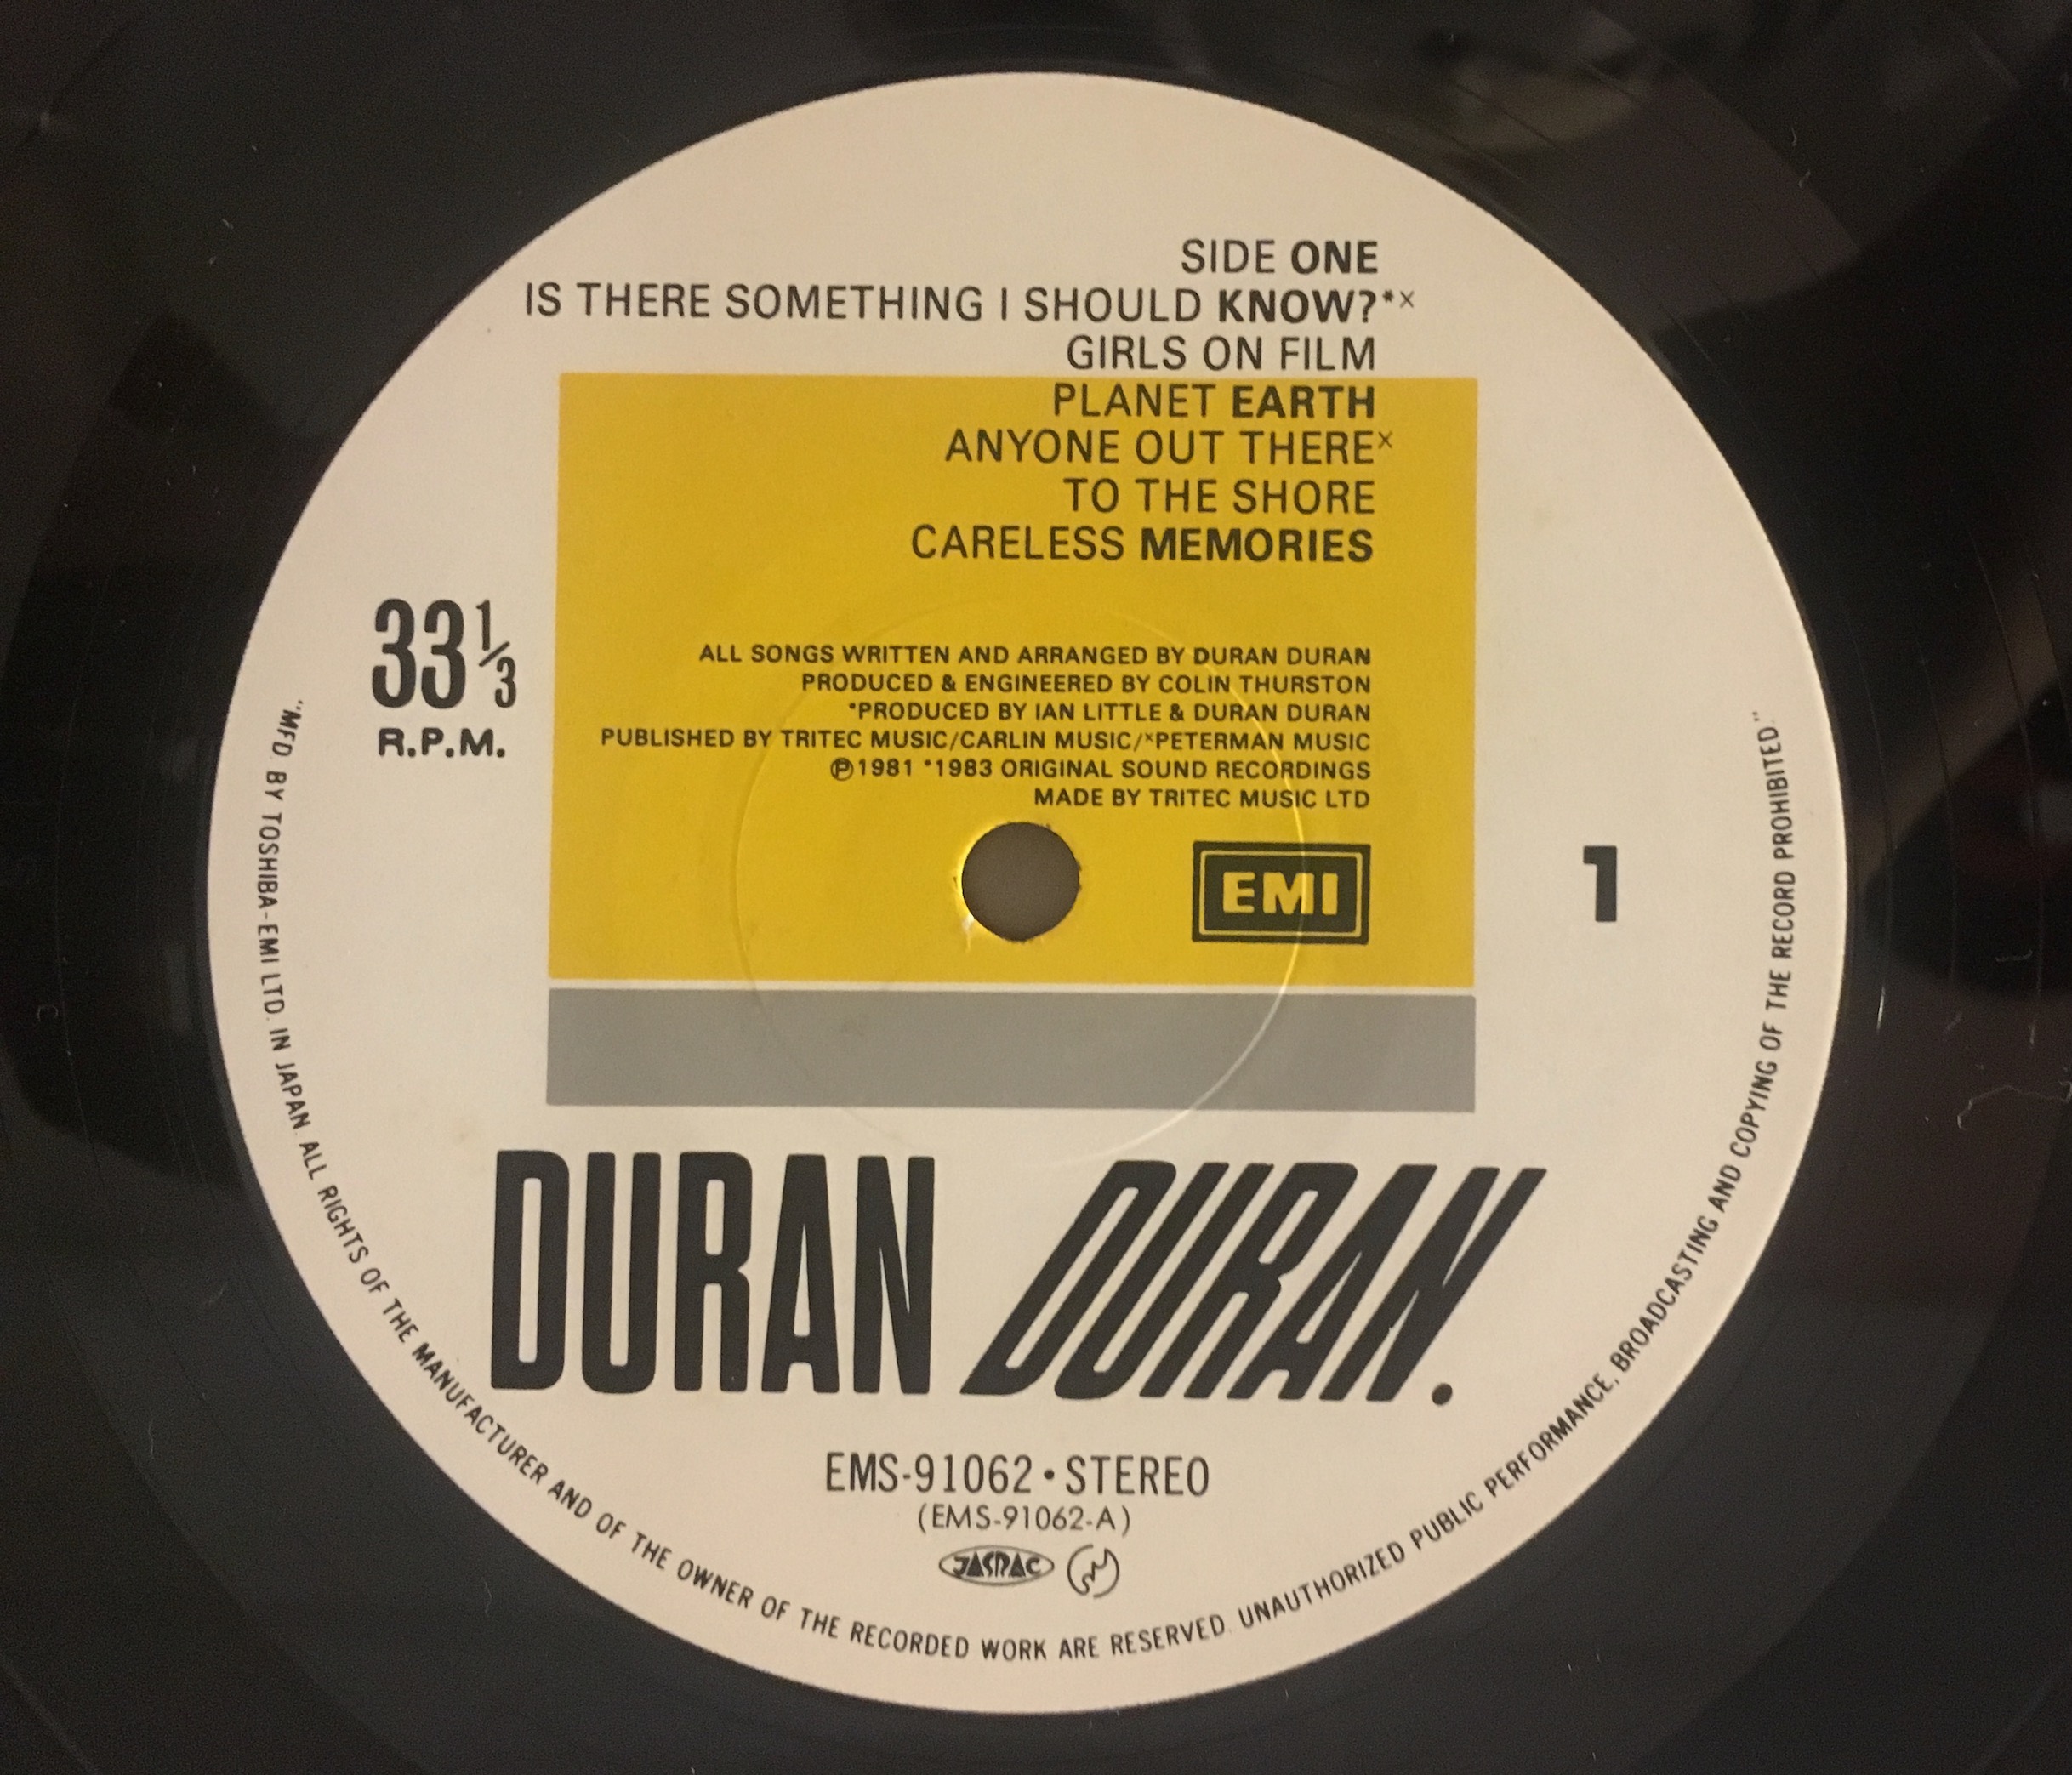 SIDE ONE
IS THERE SOMETHING I SHOULD KNOW?*x
GIRLS ON FILM
PLANET EARTH
ANYONE OUT THEREx
TO THE SHORE
CARELESS MEMORIES
33 1/3
R.P.M.
ALL SONGS WRITTEN AND ARRANGED BY DURAN DURAN
PRODUCED & ENGINEERED BY COLIN THURSTON
*PRODUCED BY IAN LITTLE & DURAN DURAN
PUBLISHED BY TRITEC MUSIC/CARLIN MUSIC/xPETERMAN MUSIC
℗1981 *1983 ORIGINAL SOUND RECORDINGS
MADE BY TRITEC MUSIC LTD
EMI
1
DURAN DURAN.
EMS-91062•STEREO
(EMS-91062-A)
JASRAC
"MFD. BY TOSHIBA-EMI LTD. IN JAPAN. ALL RIGHTS OF THE MANUFACTURER AND OF THE OWNER OF THE RECORDED WORK ARE RESERVED. UNAUTHORIZED PUBLIC PERFORMANCE, BROADCASTING AND COPYING OF THE RECORD PROHIBITED."